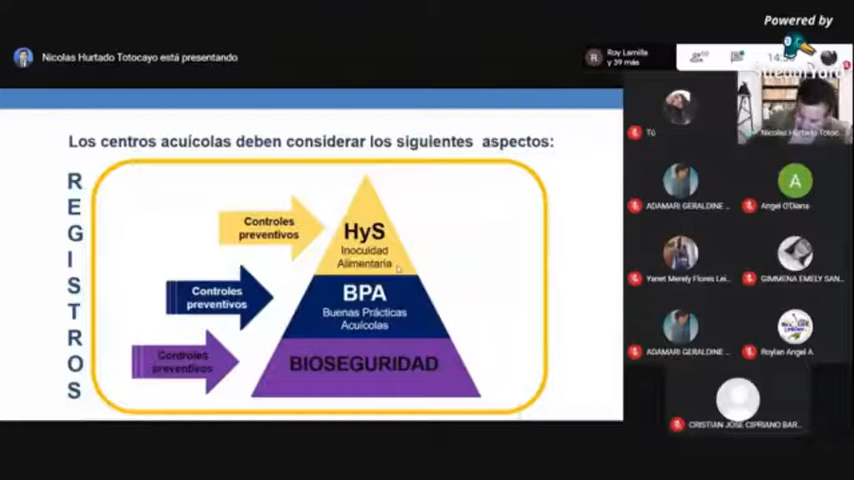 Powered by
StreamYard
Nicolas Hurtado Totocayo está presentando
R
Roy Lamilla
y 39 más
Los centros acuícolas deben considerar los siguientes aspectos:
REGISTROS
Controles
preventivos
HyS
Inocuidad
Alimentaria
Controles
preventivos
BPA
Buenas Prácticas
Acuícolas
Controles
preventivos
BIOSEGURIDAD
Tú
Nicolas Hurtado Totoc...
ADAMARI GERALDINE ...
A
Angel O'Diana
Yaret Merely Flores Lei...
GIMMENA EMELY SAN...
ADAMARI GERALDINE ...
Roylan Angel A
CRISTIAN JOSE CIPRIANO BAR...